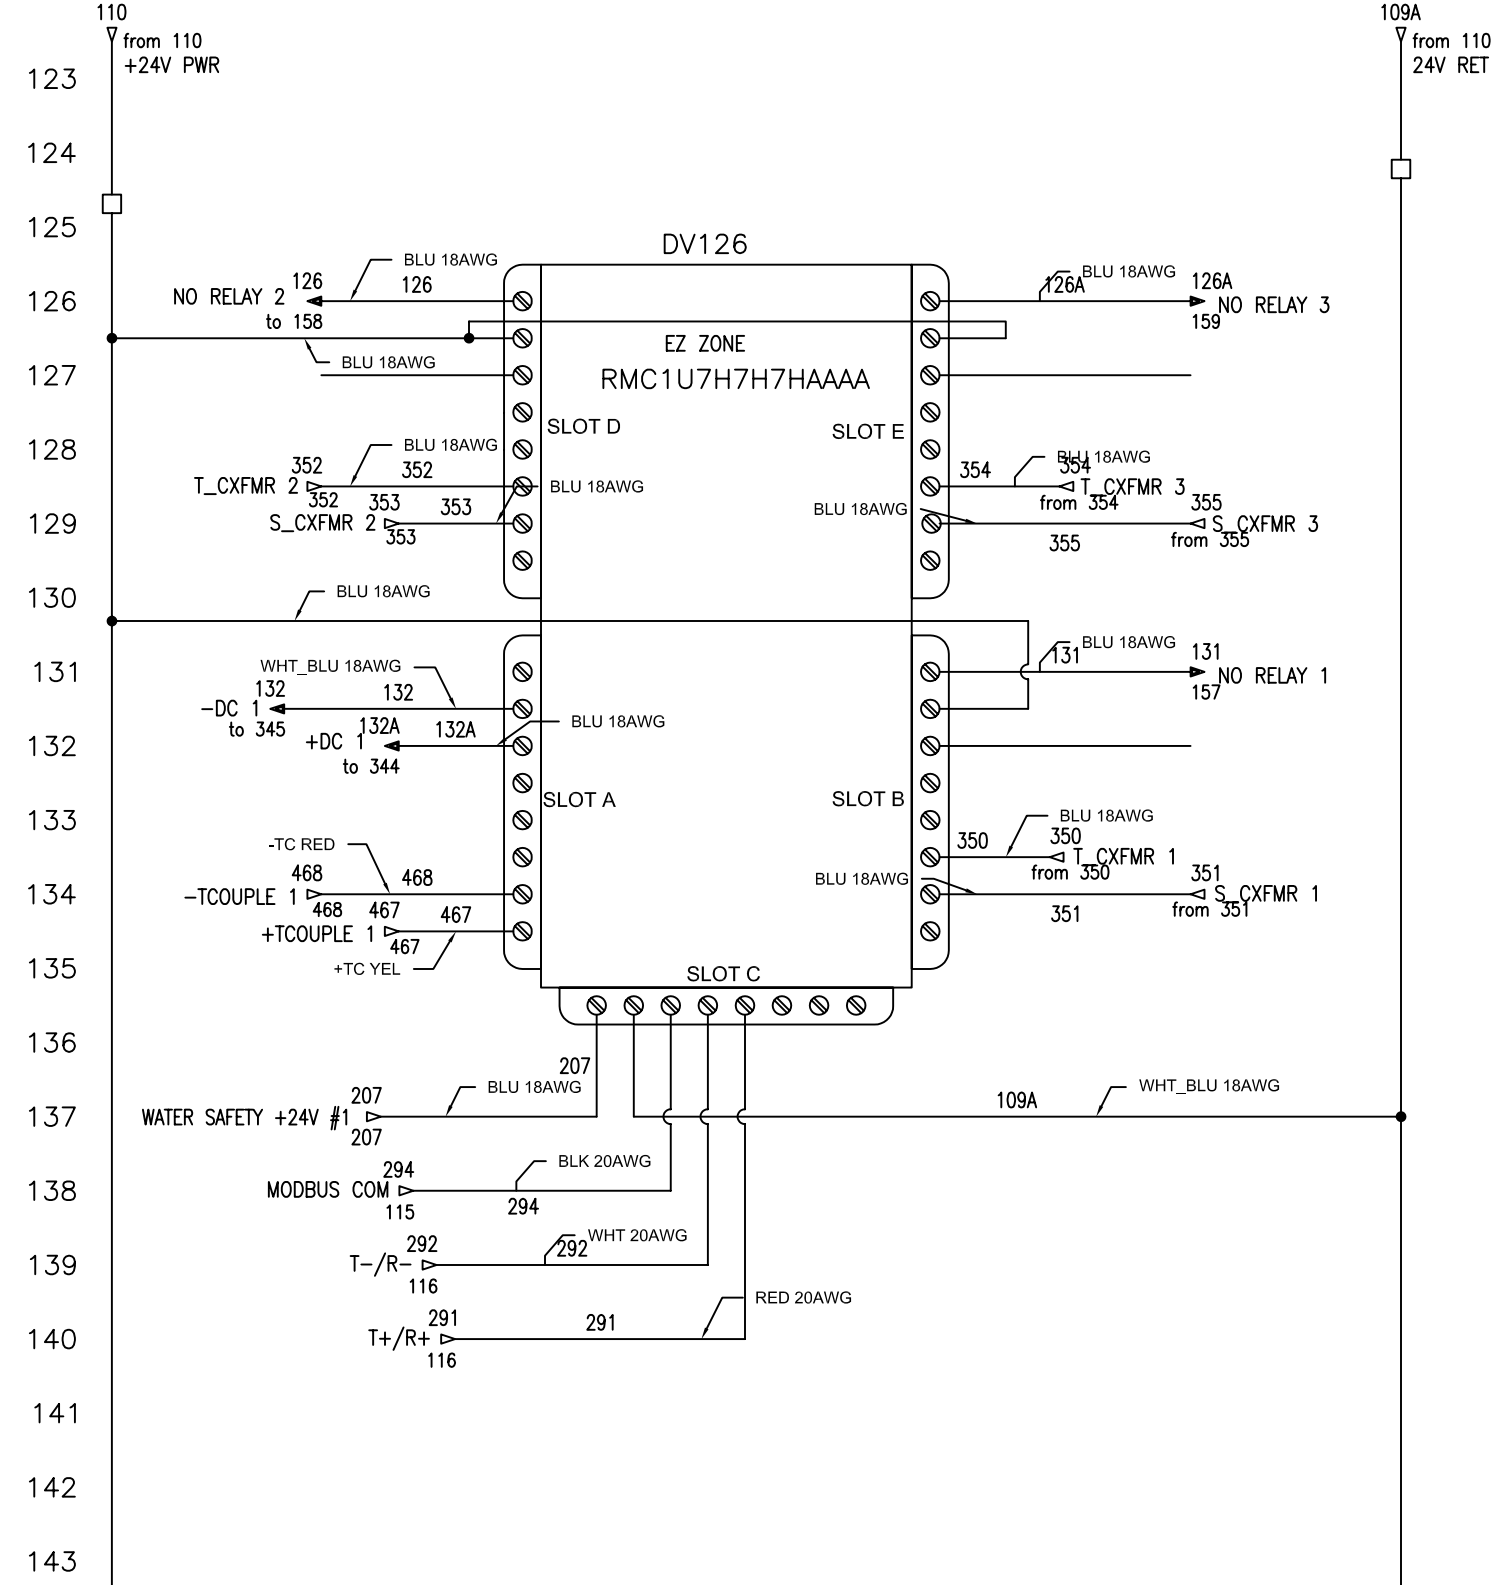 110
from 110
+24V PWR
109A
from 110
24V RET
123
124
125
DV126
BLU 18AWG
126
126
NO RELAY 2
to 158
BLU 18AWG
126A
126A
NO RELAY 3
159
126
EZ ZONE
BLU 18AWG
RMC1U7H7H7HAAAA
127
SLOT D
SLOT E
128
BLU 18AWG
352
352
T_CXFMR 2
352
353
353
S_CXFMR 2
353
BLU 18AWG
BLU 18AWG
354
354
T_CXFMR 3
from 354
355
BLU 18AWG
S_CXFMR 3
from 355
355
129
130
BLU 18AWG
131
WHT_BLU 18AWG
132
132
-DC 1
to 345
132A
132A
+DC 1
to 344
BLU 18AWG
BLU 18AWG
131
131
NO RELAY 1
157
132
SLOT A
SLOT B
133
BLU 18AWG
350
350
T_CXFMR 1
from 350
-TC RED
468
468
-TCOUPLE 1
468
467
467
+TCOUPLE 1
467
+TC YEL
BLU 18AWG
351
S_CXFMR 1
from 351
351
134
135
SLOT C
136
207
207
BLU 18AWG
WATER SAFETY +24V #1
207
109A
WHT_BLU 18AWG
137
294
BLK 20AWG
MODBUS COM
115
294
138
292
292
WHT 20AWG
T-/R-
116
139
RED 20AWG
291
291
T+/R+
116
140
141
142
143